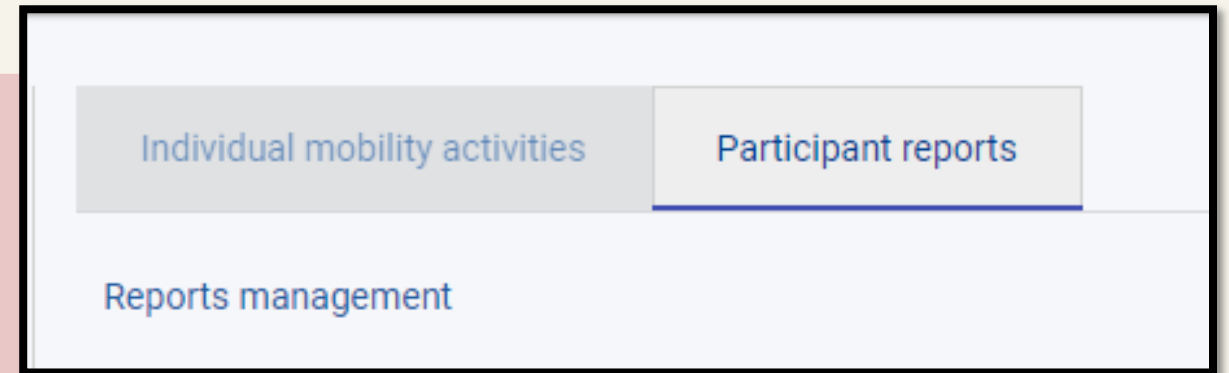 Individual mobility activities Participant reports
Reports management